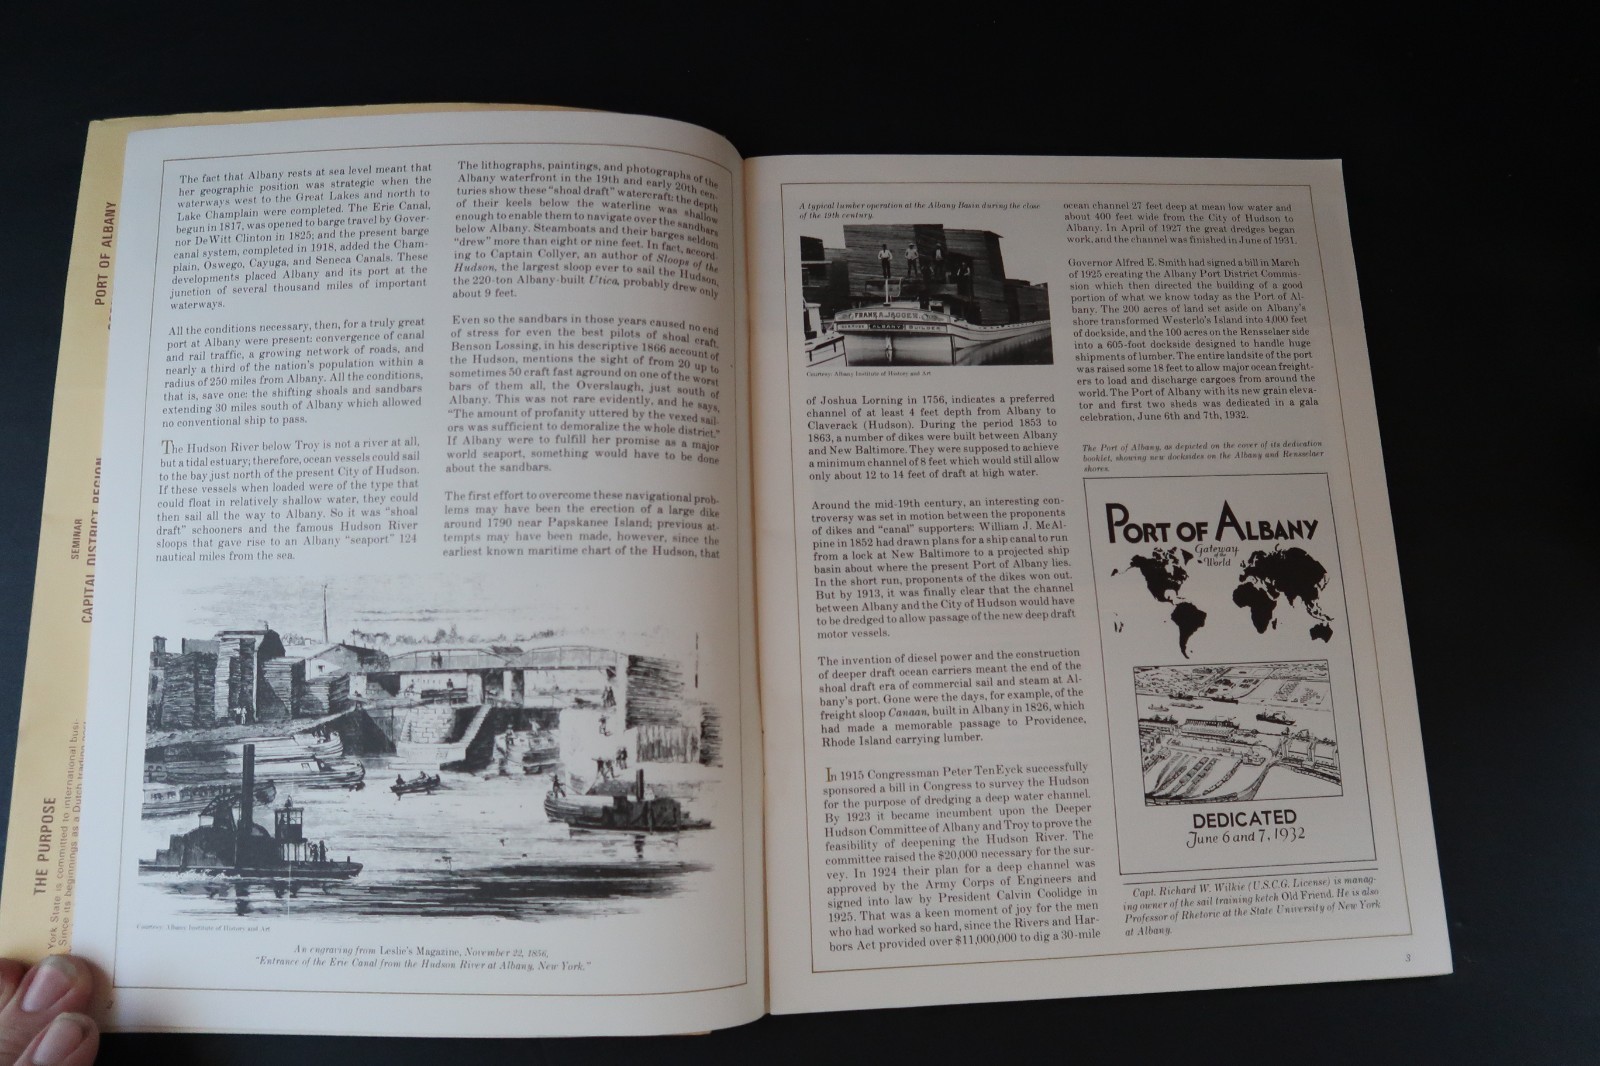 PORT OF ALBANY
SEMINAR
CAPITAL DISTRICT REGION
THE PURPOSE
York State is committed to international busi-
Since its beginnings as a Dutch trading
The fact that Albany rests at sea level meant that
her geographic position was strategic when the
waterways west to the Great Lakes and north to
Lake Champlain were completed. The Erie Canal,
begun in 1817, was opened to barge travel by Gover-
nor DeWitt Clinton in 1825; and the present barge
canal system, completed in 1918, added the Cham-
plain, Oswego, Cayuga, and Seneca Canals. These
developments placed Albany and its port at the
junction of several thousand miles of important
waterways.
All the conditions necessary, then, for a truly great
port at Albany were present: convergence of canal
and rail traffic, a growing network of roads, and
nearly a third of the nation's population within a
radius of 250 miles from Albany. All the conditions,
that is, save one: the shifting shoals and sandbars
extending 30 miles south of Albany which allowed
no conventional ship to pass.
The Hudson River below Troy is not a river at all,
but a tidal estuary; therefore, ocean vessels could sail
to the bay just north of the present City of Hudson.
If these vessels when loaded were of the type that
could float in relatively shallow water, they could
then sail all the way to Albany. So it was "shoal
draft" schooners and the famous Hudson River
sloops that gave rise to an Albany "seaport" 124
nautical miles from the sea.
The lithographs, paintings, and photographs of the
Albany waterfront in the 19th and early 20th cen-
turies show these "shoal draft" watercraft: the depth
of their keels below the waterline was shallow
enough to enable them to navigate over the sandbars
below Albany. Steamboats and their barges seldom
"drew" more than eight or nine feet. In fact, accord-
ing to Captain Collyer, an author of Sloops of the
Hudson, the largest sloop ever to sail the Hudson,
the 220-ton Albany-built Utica, probably drew only
about 9 feet.
Even so the sandbars in those years caused no end
of stress for even the best pilots of shoal craft.
Benson Lossing, in his descriptive 1866 account of
the Hudson, mentions the sight of from 20 up to
sometimes 50 craft fast aground on one of the worst
bars of them all, the Overslaugh, just south of
Albany. This was not rare evidently, and he says,
"The amount of profanity uttered by the vexed sail-
ors was sufficient to demoralize the whole district."
If Albany were to fulfill her promise as a major
world seaport, something would have to be done
about the sandbars.
The first effort to overcome these navigational prob-
lems may have been the erection of a large dike
around 1790 near Papskanee Island; previous at-
tempts may have been made, however, since the
earliest known maritime chart of the Hudson, that
Courtesy: Albany Institute of History and Art
An engraving from Leslie's Magazine, November 22, 1856,
"Entrance of the Erie Canal from the Hudson River at Albany, New York."
2
A typical lumber operation at the Albany Basin during the close
of the 19th century.
FRANK A. JAGGER.
ALBANY
Courtesy: Albany Institute of History and Art
of Joshua Lorning in 1756, indicates a preferred
channel of at least 4 feet depth from Albany to
Claverack (Hudson). During the period 1853 to
1863, a number of dikes were built between Albany
and New Baltimore. They were supposed to achieve
a minimum channel of 8 feet which would still allow
only about 12 to 14 feet of draft at high water.
Around the mid-19th century, an interesting con-
troversy was set in motion between the proponents
of dikes and "canal" supporters: William J. McAl-
pine in 1852 had drawn plans for a ship canal to run
from a lock at New Baltimore to a projected ship
basin about where the present Port of Albany lies.
In the short run, proponents of the dikes won out.
But by 1913, it was finally clear that the channel
between Albany and the City of Hudson would have
to be dredged to allow passage of the new deep draft
motor vessels.
The invention of diesel power and the construction
of deeper draft ocean carriers meant the end of the
shoal draft era of commercial sail and steam at Al-
bany's port. Gone were the days, for example, of the
freight sloop Canaan, built in Albany in 1826, which
had made a memorable passage to Providence,
Rhode Island carrying lumber.
In 1915 Congressman Peter TenEyck successfully
sponsored a bill in Congress to survey the Hudson
for the purpose of dredging a deep water channel.
By 1923 it became incumbent upon the Deeper
Hudson Committee of Albany and Troy to prove the
feasibility of deepening the Hudson River. The
committee raised the $20,000 necessary for the sur-
vey. In 1924 their plan for a deep channel was
approved by the Army Corps of Engineers and
signed into law by President Calvin Coolidge in
1925. That was a keen moment of joy for the men
who had worked so hard, since the Rivers and Har-
bors Act provided over $11,000,000 to dig a 30-mile
ocean channel 27 feet deep at mean low water and
about 400 feet wide from the City of Hudson to
Albany. In April of 1927 the great dredges began
work, and the channel was finished in June of 1931.
Governor Alfred E. Smith had signed a bill in March
of 1925 creating the Albany Port District Commis-
sion which then directed the building of a good
portion of what we know today as the Port of Al-
bany. The 200 acres of land set aside on Albany's
shore transformed Westerlo's Island into 4,000 feet
of dockside, and the 100 acres on the Rensselaer side
into a 605-foot dockside designed to handle huge
shipments of lumber. The entire landsite of the port
was raised some 18 feet to allow major ocean freight-
ers to load and discharge cargoes from around the
world. The Port of Albany with its new grain eleva-
tor and first two sheds was dedicated in a gala
celebration, June 6th and 7th, 1932.
The Port of Albany, as depicted on the cover of its dedication
booklet, showing new docksides on the Albany and Rensselaer
shores.
PORT OF ALBANY
Gateway
of the
World
DEDICATED
June 6 and 7, 1932
Capt. Richard W. Wilkie (U.S.C.G. License) is manag-
ing owner of the sail training ketch Old Friend. He is also
Professor of Rhetoric at the State University of New York
at Albany.
3